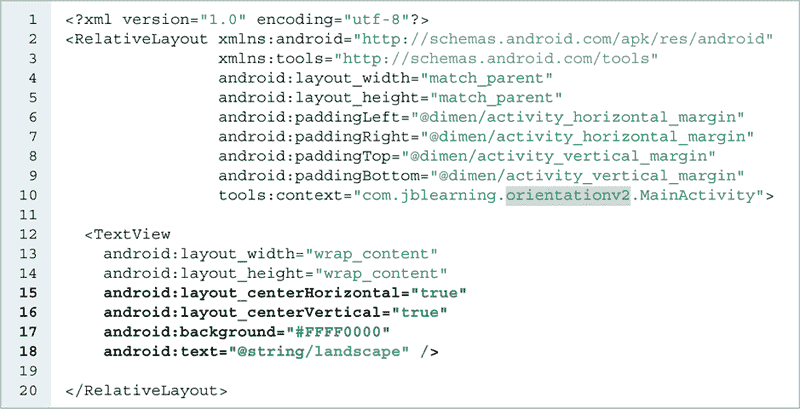 1 <?xml version="1.0" encoding="utf-8"?>
2 <RelativeLayout xmlns:android="http://schemas.android.com/apk/res/android"
3 xmlns:tools="http://schemas.android.com/tools"
4 android:layout_width="match_parent"
5 android:layout_height="match_parent"
6 android:paddingLeft="@dimen/activity_horizontal_margin"
7 android:paddingRight="@dimen/activity_horizontal_margin"
8 android:paddingTop="@dimen/activity_vertical_margin"
9 android:paddingBottom="@dimen/activity_vertical_margin"
10 tools:context="com.jblearning.orientationv2.MainActivity">
11
12 <TextView
13 android:layout_width="wrap_content"
14 android:layout_height="wrap_content"
15 android:layout_centerHorizontal="true"
16 android:layout_centerVertical="true"
17 android:background="#FFFF0000"
18 android:text="@string/landscape" />
19
20 </RelativeLayout>